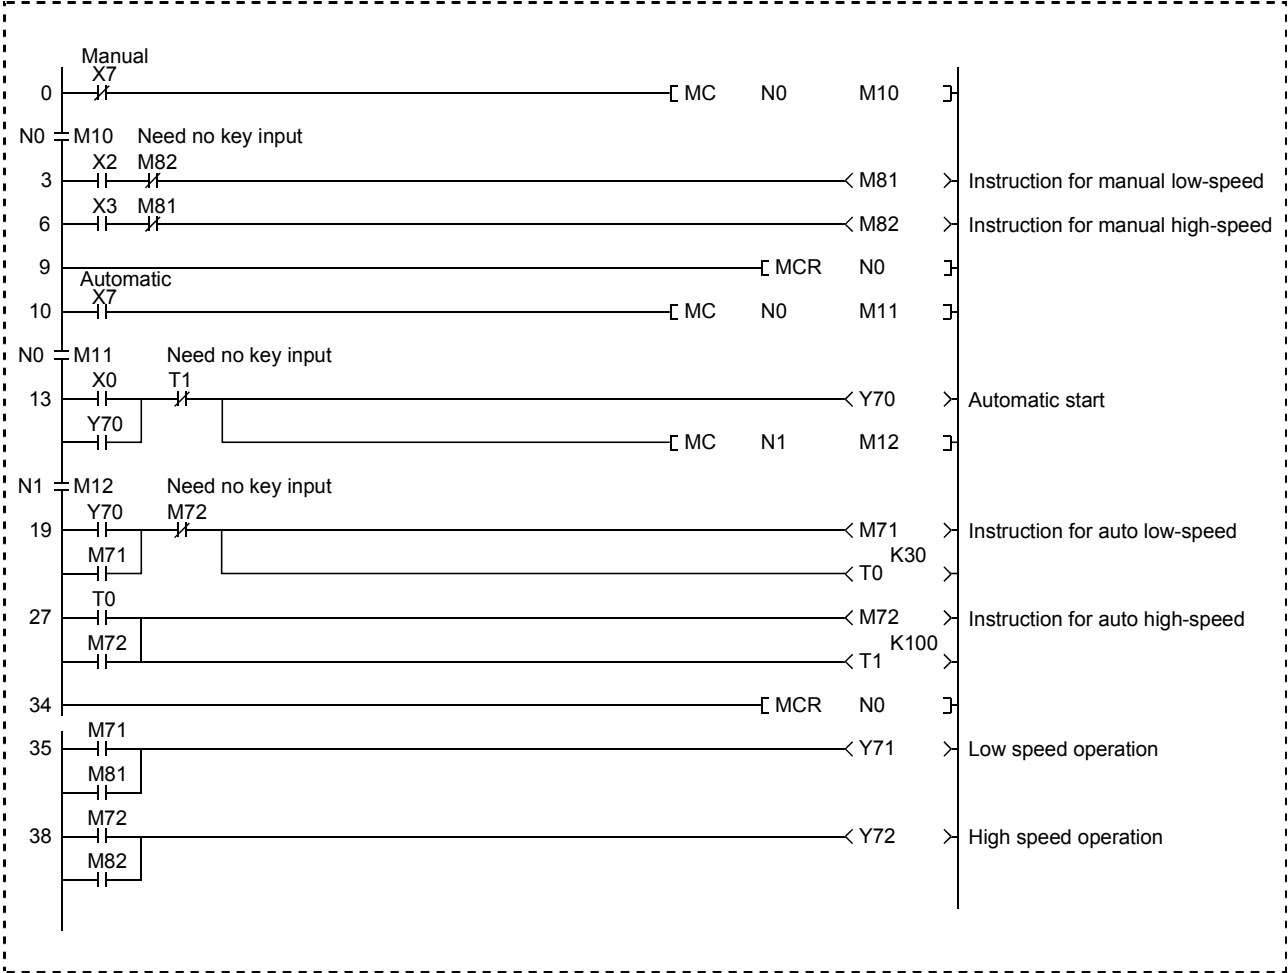 Manual
X7
0 MC N0 M10
N0 M10 Need no key input
X2 M82
3 M81 Instruction for manual low-speed
X3 M81
6 M82 Instruction for manual high-speed
9 MCR N0
Automatic
X7
10 MC N0 M11
N0 M11 Need no key input
X0 T1
13 Y70 Automatic start
Y70
MC N1 M12
N1 M12 Need no key input
Y70 M72
19 M71 Instruction for auto low-speed
M71 K30
T0
T0
27 M72 Instruction for auto high-speed
M72 K100
T1
34 MCR N0
M71
35 Y71 Low speed operation
M81
M72
38 Y72 High speed operation
M82